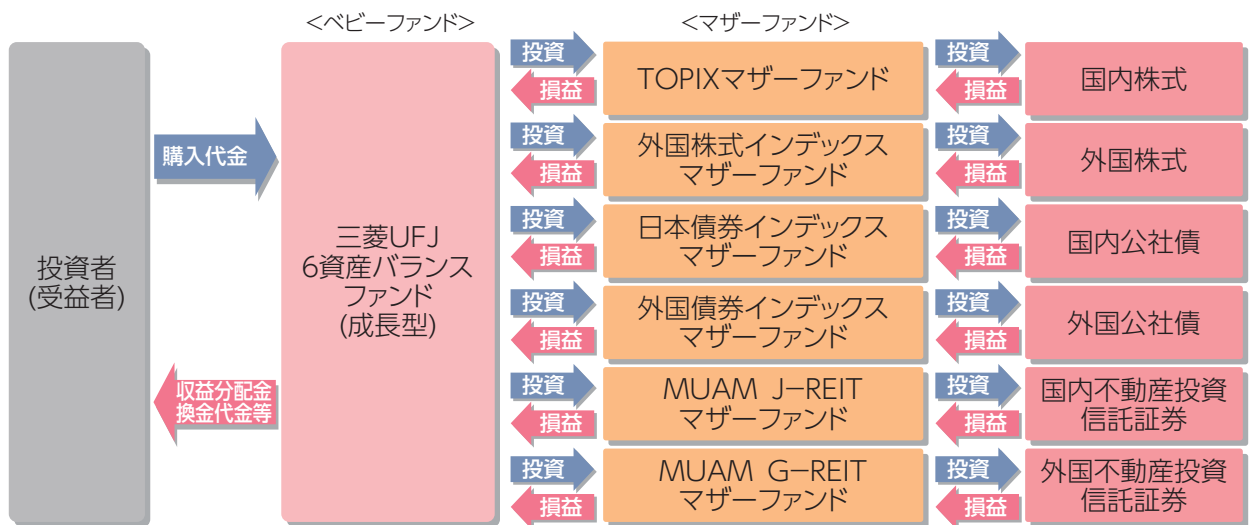 <ベビーファンド>
<マザーファンド>
投資者
(受益者)
購入代金
収益分配金
換金代金等
三菱UFJ
6資産バランス
ファンド
(成長型)
投資
損益
TOPIXマザーファンド
投資
損益
国内株式
投資
損益
外国株式インデックス
マザーファンド
投資
損益
外国株式
投資
損益
日本債券インデックス
マザーファンド
投資
損益
国内公社債
投資
損益
外国債券インデックス
マザーファンド
投資
損益
外国公社債
投資
損益
MUAM J-REIT
マザーファンド
投資
損益
国内不動産投資
信託証券
投資
損益
MUAM G-REIT
マザーファンド
投資
損益
外国不動産投資
信託証券